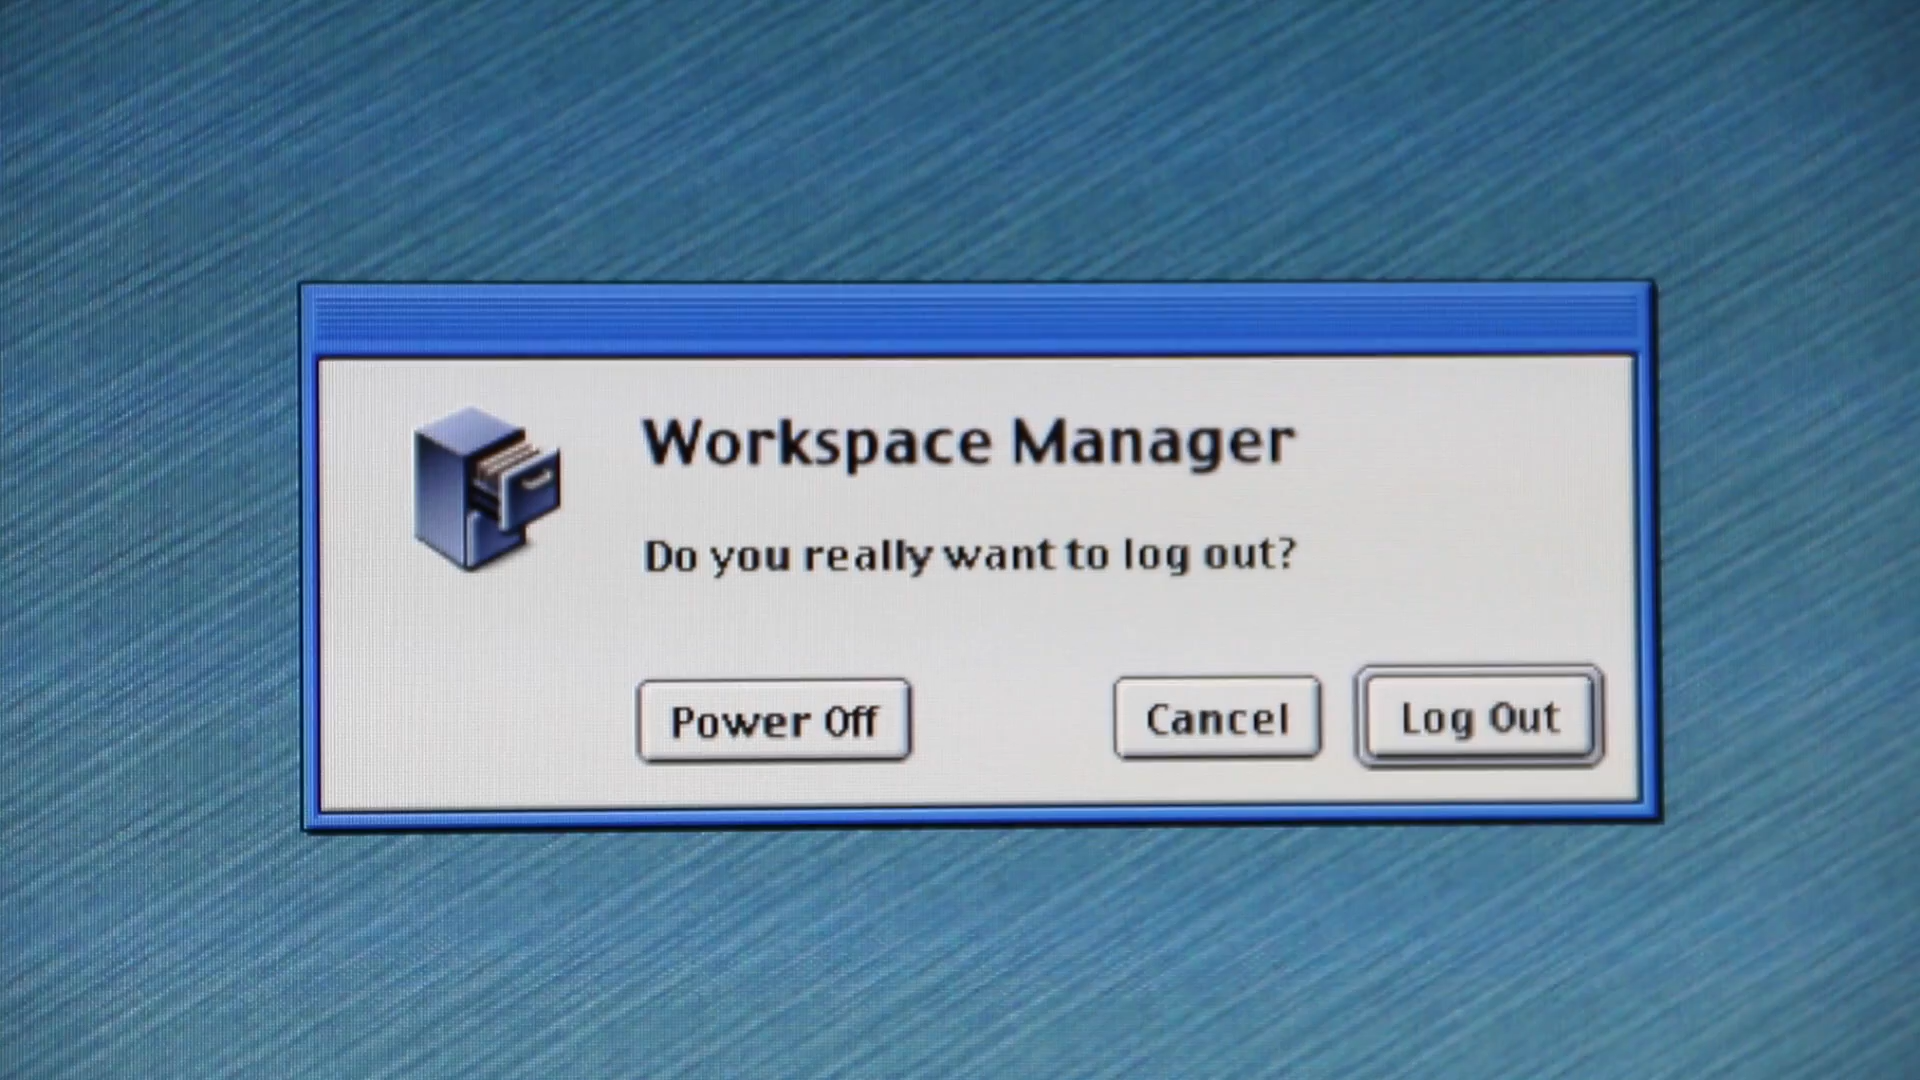 Workspace Manager
Do you really want to log out?
Power Off
Cancel
Log Out